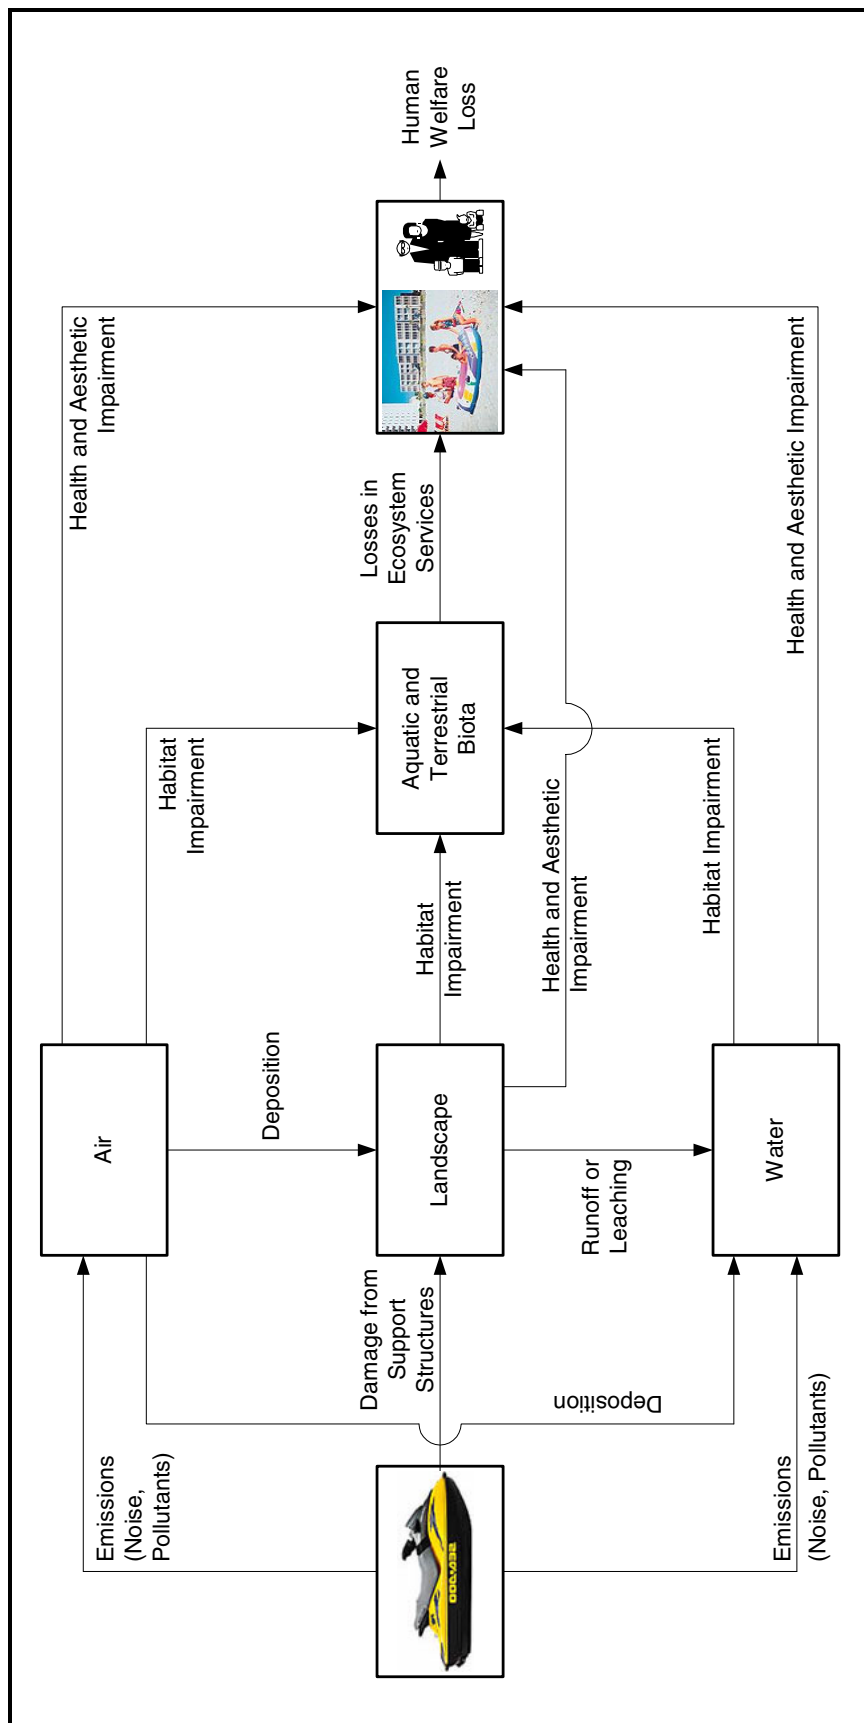 Emissions
(Noise,
Pollutants)
Air
Health and Aesthetic
Impairment
Habitat
Impairment
Deposition
Damage from
Support
Structures
Landscape
Habitat
Impairment
Aquatic and
Terrestrial
Biota
Losses in
Ecosystem
Services
Human
Welfare
Loss
Deposition
Runoff or
Leaching
Health and Aesthetic
Impairment
Emissions
(Noise, Pollutants)
Water
Habitat Impairment
Health and Aesthetic Impairment